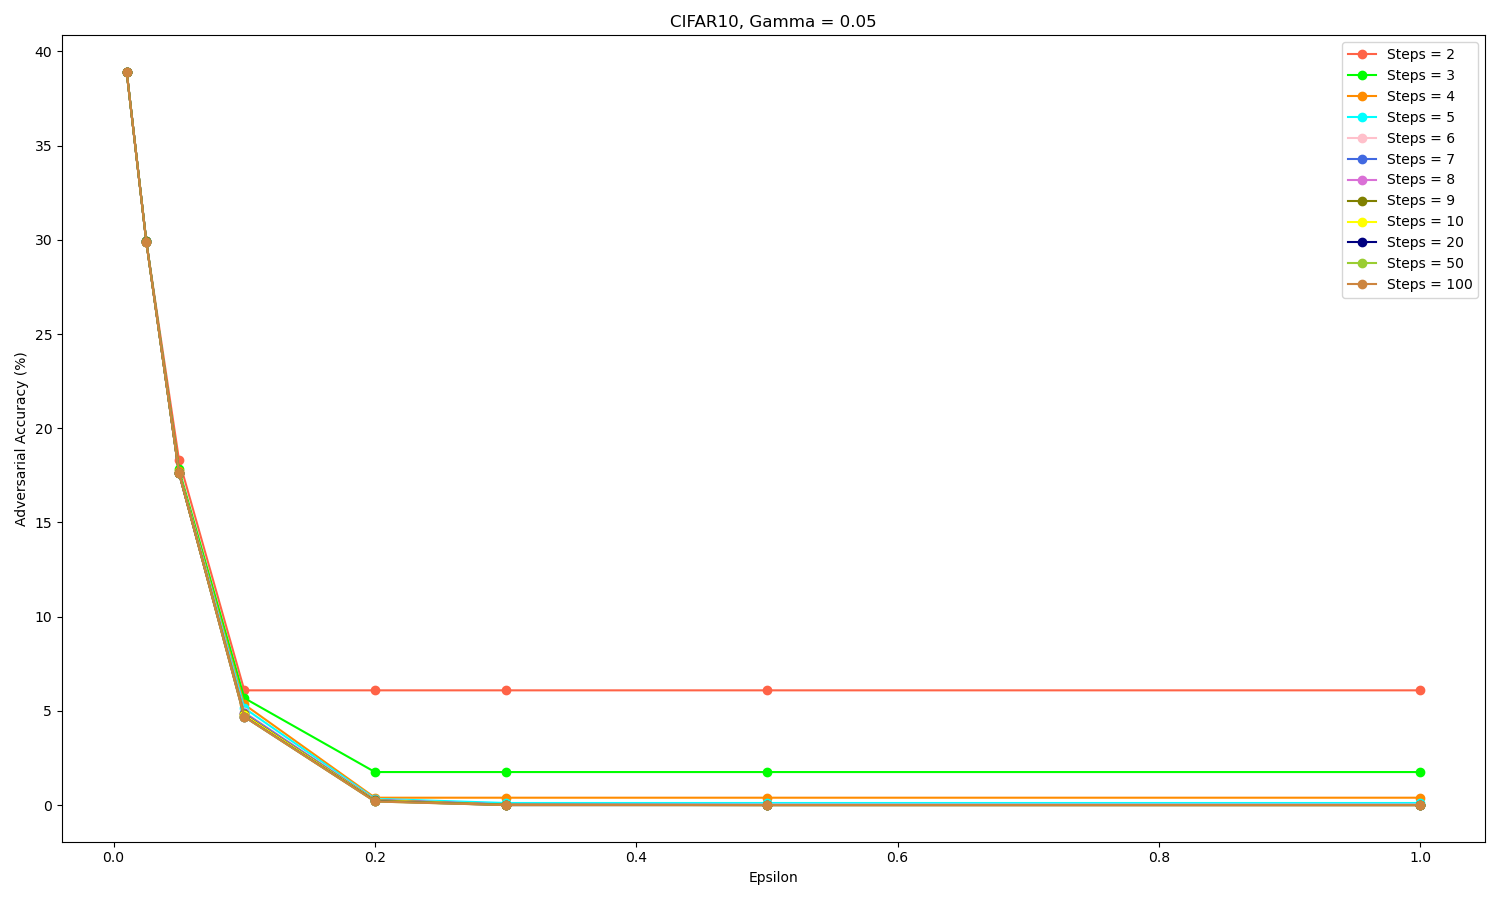 CIFAR10, Gamma = 0.05
40
35
30
25
20
15
10
5
0
Adversarial Accuracy (%)
0.0
0.2
0.4
0.6
0.8
1.0
Epsilon
Steps = 2
Steps = 3
Steps = 4
Steps = 5
Steps = 6
Steps = 7
Steps = 8
Steps = 9
Steps = 10
Steps = 20
Steps = 50
Steps = 100